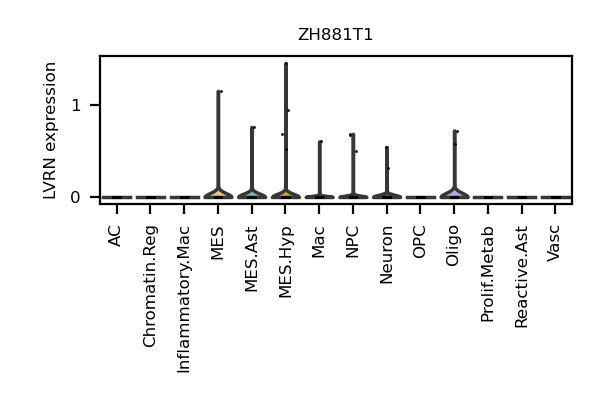 ZH881T1
LVRN expression
1
0
AC
Chromatin.Reg
Inflammatory.Mac
MES
MES.Ast
MES.Hyp
Mac
NPC
Neuron
OPC
Oligo
Prolif.Metab
Reactive.Ast
Vasc